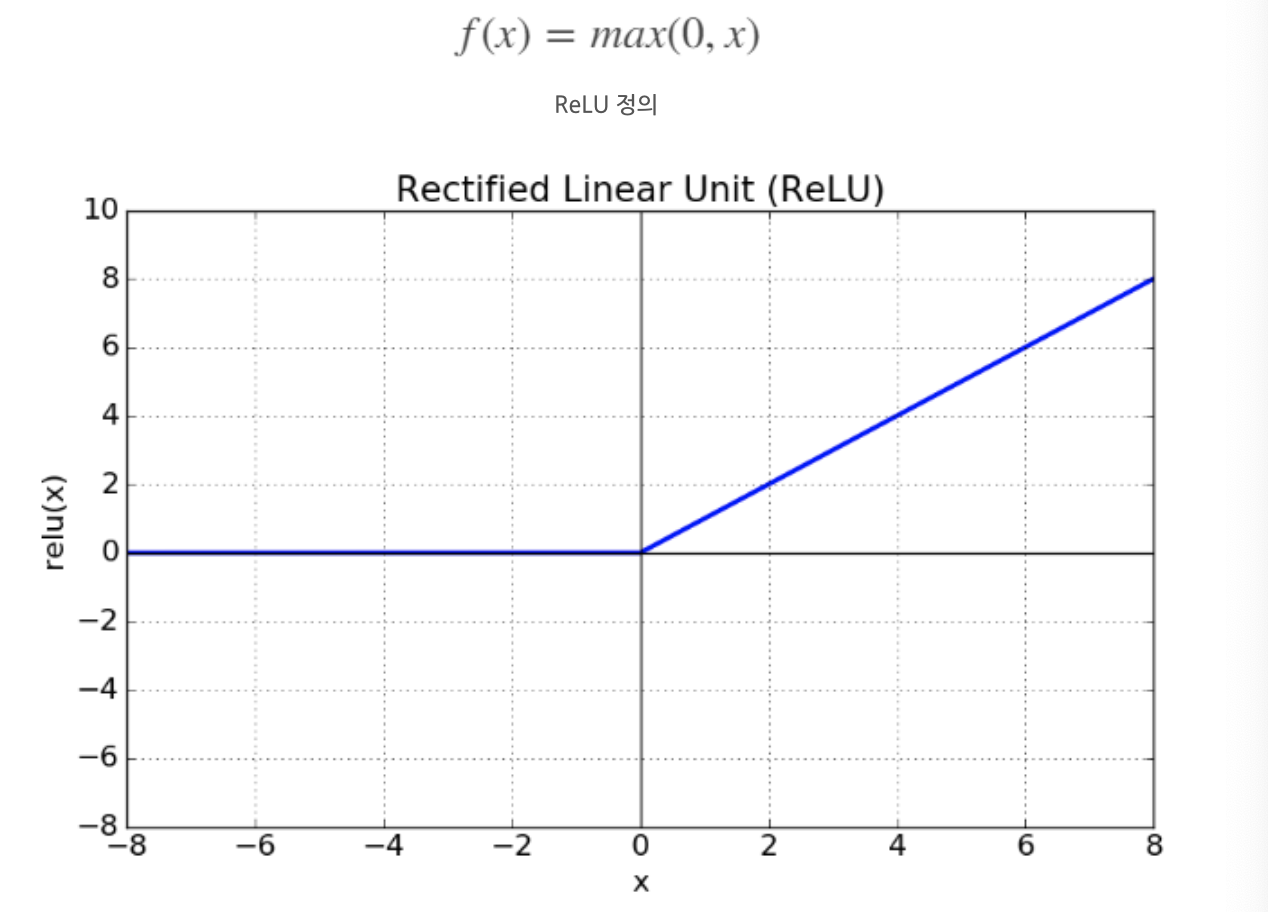 f(x) = max(0, x)
ReLU 정의
Rectified Linear Unit (ReLU)
10
8
6
4
2
0
−2
−4
−6
−8
relu(x)
−8 −6 −4 −2 0 2 4 6 8
x